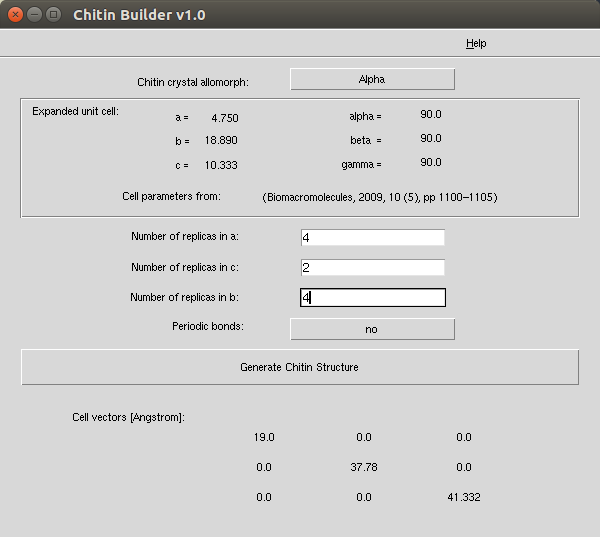 Chitin Builder v1.0
Help
Chitin crystal allomorph: Alpha
Expanded unit cell: a = 4.750 alpha = 90.0
b = 18.890 beta = 90.0
c = 10.333 gamma = 90.0
Cell parameters from: (Biomacromolecules, 2009, 10 (5), pp 1100–1105)
Number of replicas in a: 4
Number of replicas in c: 2
Number of replicas in b: 4
Periodic bonds: no
Generate Chitin Structure
Cell vectors [Angstrom]:
19.0 0.0 0.0
0.0 37.78 0.0
0.0 0.0 41.332